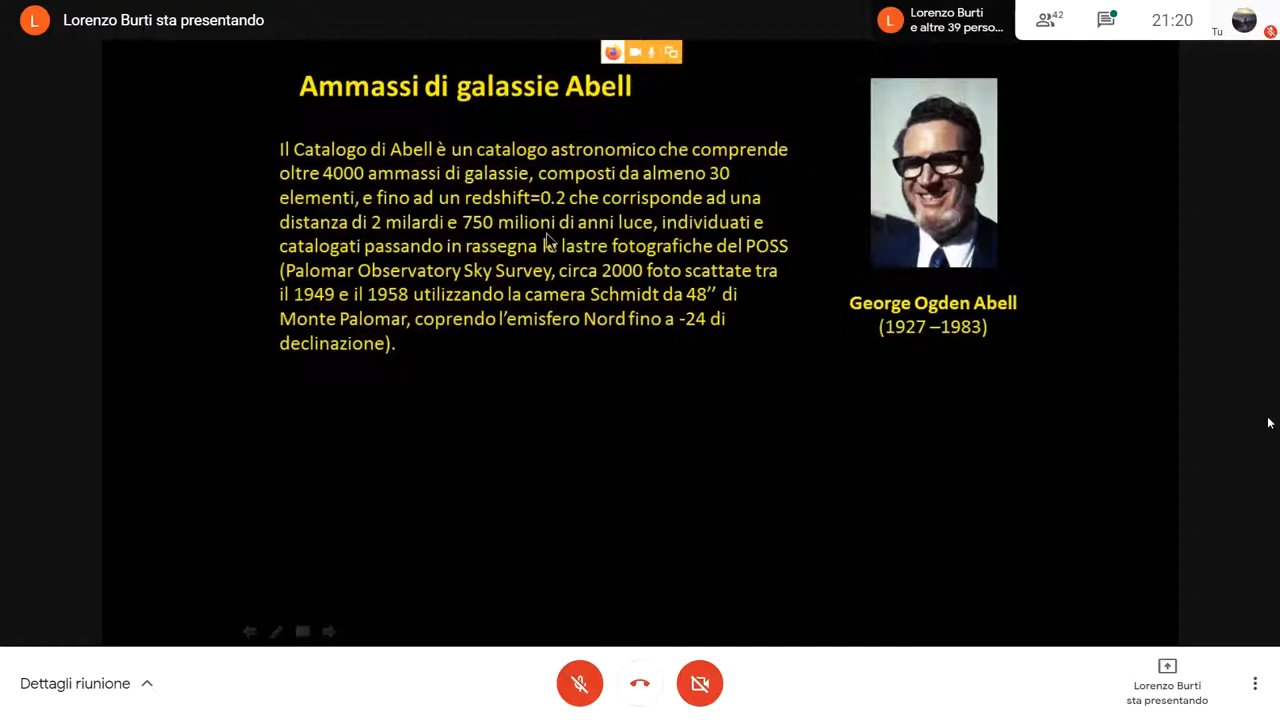 L
Lorenzo Burti sta presentando
L
Lorenzo Burti
e altre 39 perso...
42
21:20
Tu
Ammassi di galassie Abell
Il Catalogo di Abell è un catalogo astronomico che comprende
oltre 4000 ammassi di galassie, composti da almeno 30
elementi, e fino ad un redshift=0.2 che corrisponde ad una
distanza di 2 milardi e 750 milioni di anni luce, individuati e
catalogati passando in rassegna le lastre fotografiche del POSS
(Palomar Observatory Sky Survey, circa 2000 foto scattate tra
il 1949 e il 1958 utilizzando la camera Schmidt da 48’’ di
Monte Palomar, coprendo l’emisfero Nord fino a -24 di
declinazione).
George Ogden Abell
(1927 –1983)
Dettagli riunione
Lorenzo Burti
sta presentando